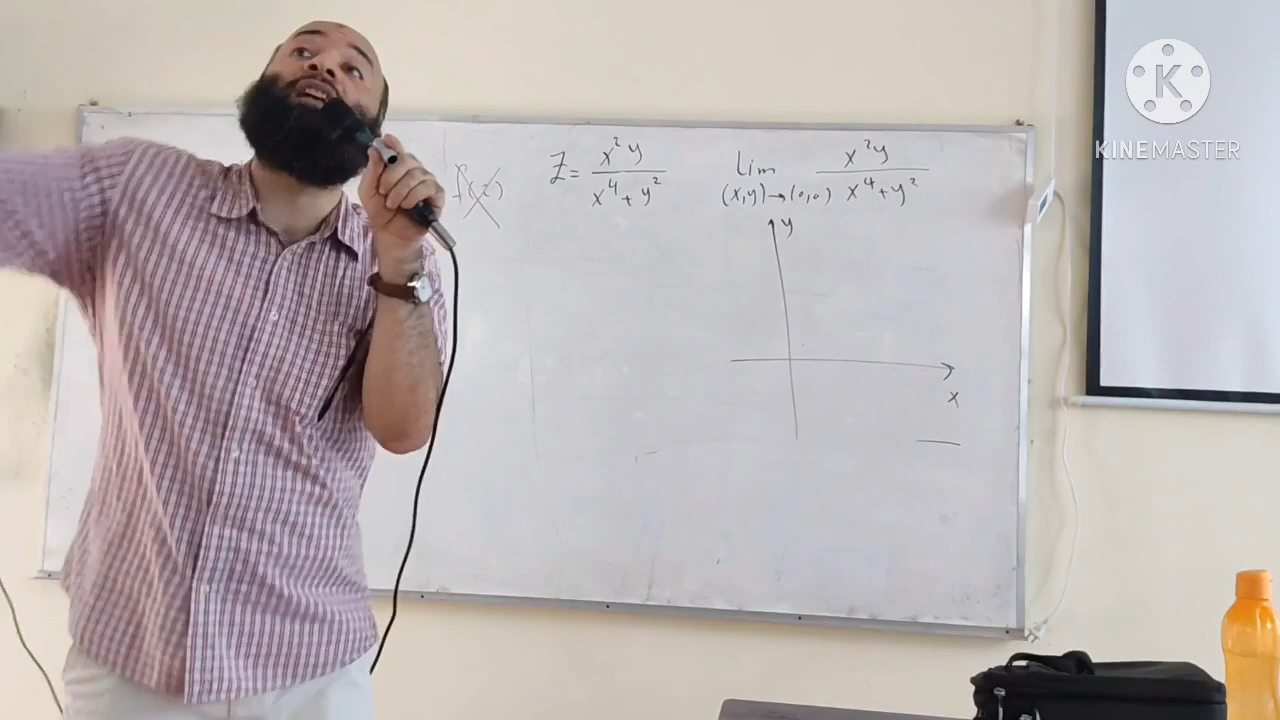 f(x)
Z = x²y / x⁴ + y²
Lim (x,y)→(0,0) x²y / x⁴ + y²
y
x
K
KINEMASTER